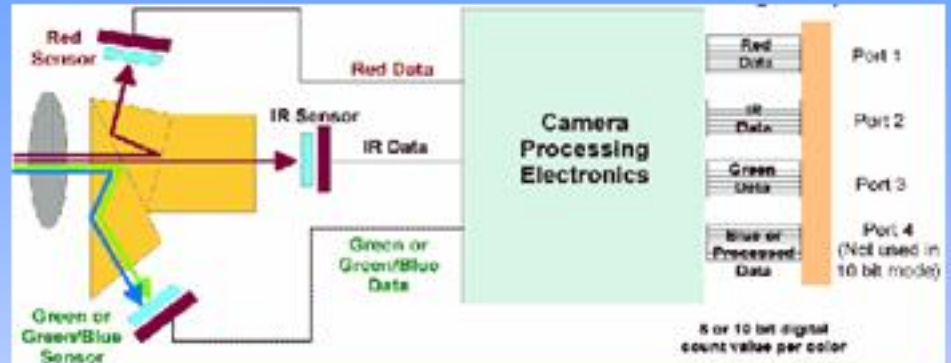 Red
Sensor
Red Data
IR Sensor
IR Data
Green or
Green/Blue
Data
Green or
Green/Blue
Sensor
Camera
Processing
Electronics
Red
Data
IR
Data
Green
Data
Blue or
Processed
Data
Port 1
Port 2
Port 3
Port 4
(Not used in
10 bit mode)
8 or 10 bit digital
count value per color